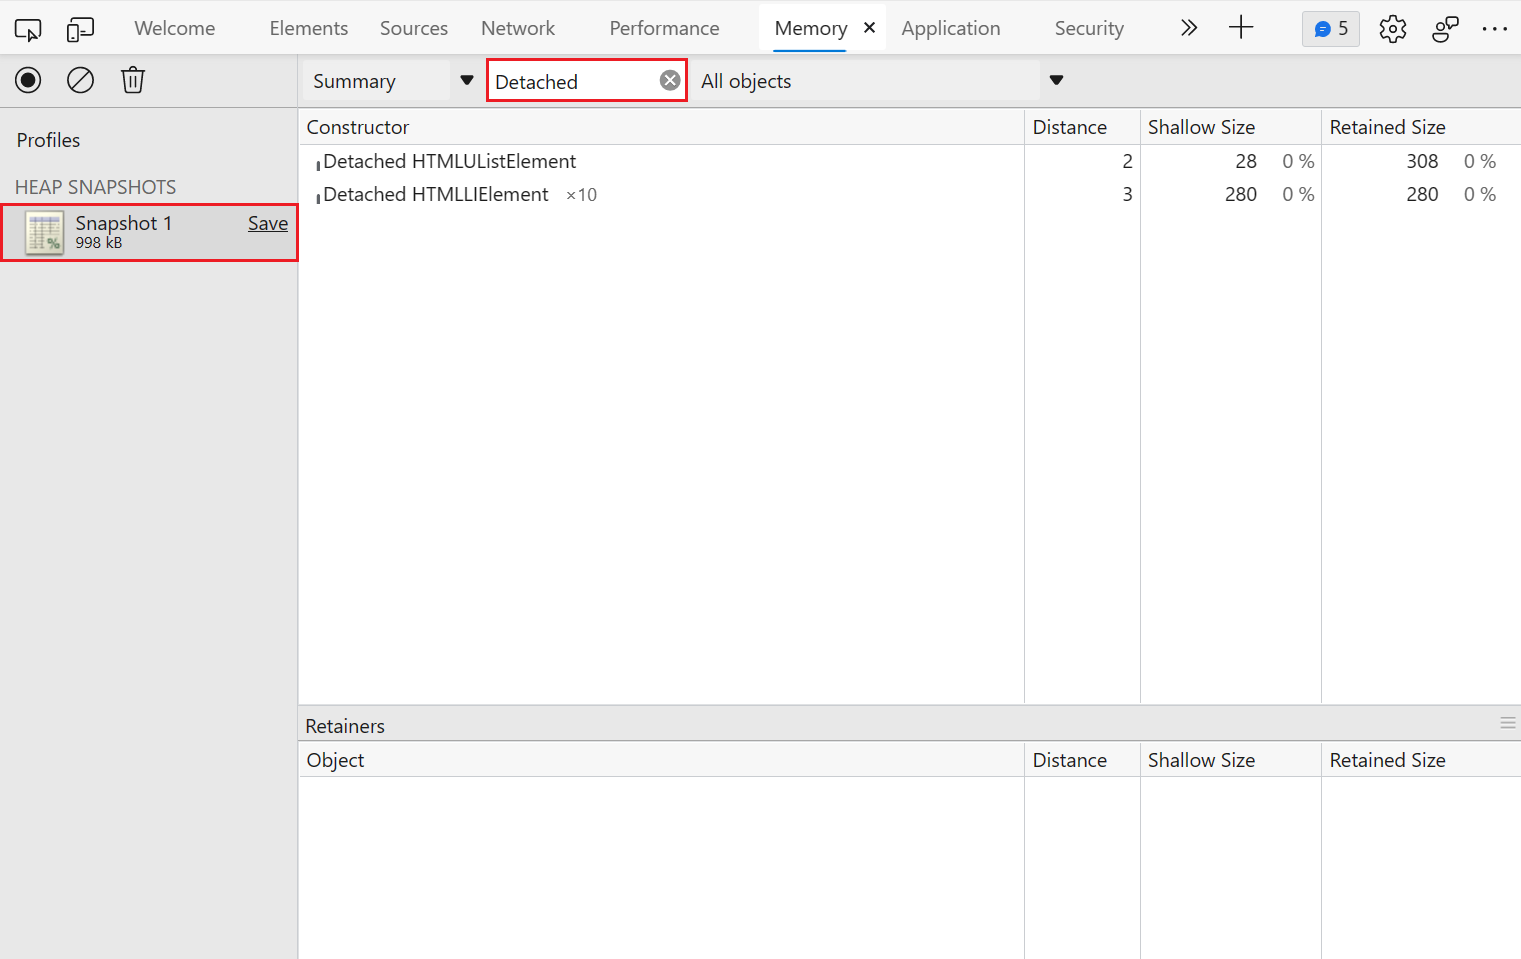 Welcome Elements Sources Network Performance Memory Application Security 5
Summary Detached All objects
Profiles
HEAP SNAPSHOTS
Snapshot 1 Save
998 kB
Constructor Distance Shallow Size Retained Size
Detached HTMLUListElement 2 28 0 % 308 0 %
Detached HTMLLIElement ×10 3 280 0 % 280 0 %
Retainers
Object Distance Shallow Size Retained Size